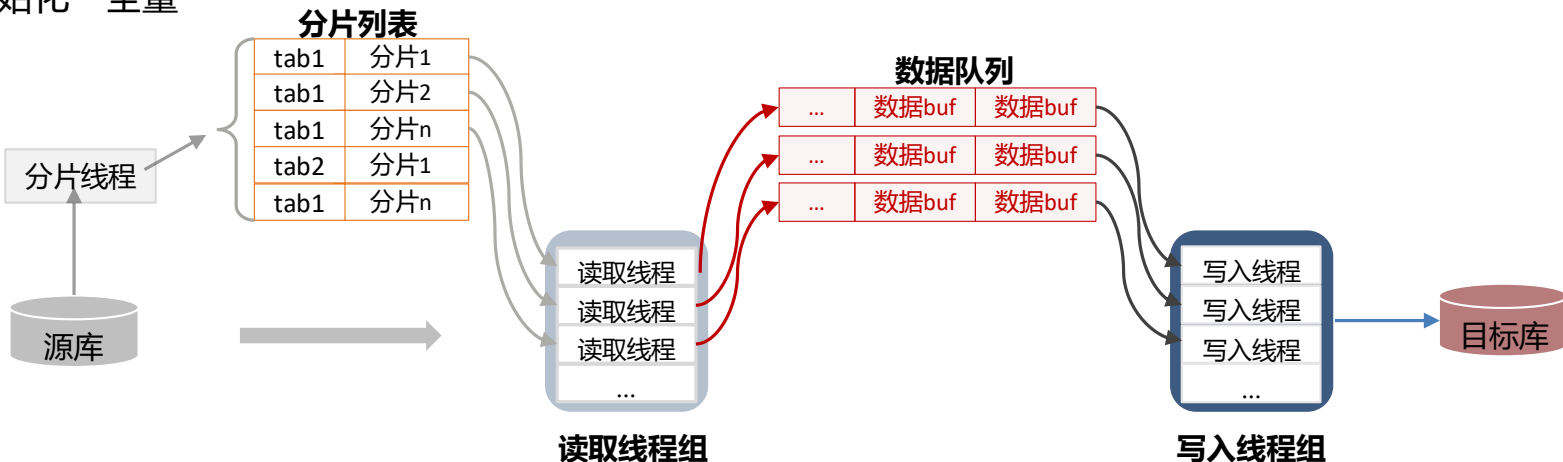 分片列表
tab1 分片1
tab1 分片2
tab1 分片n
tab2 分片1
tab1 分片n
分片线程
源库
读取线程
读取线程
读取线程
...
读取线程组
数据队列
... 数据buf 数据buf
... 数据buf 数据buf
... 数据buf 数据buf
写入线程
写入线程
写入线程
...
写入线程组
目标库